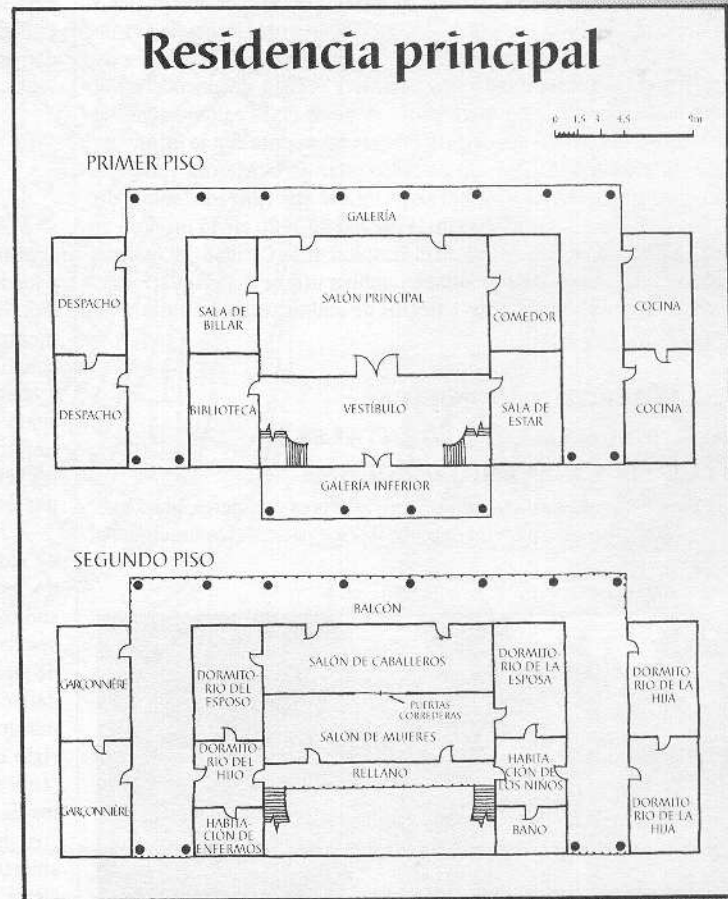 Residencia principal
0 1,5 3 4,5 9m
PRIMER PISO
GALERÍA
DESPACHO
SALA DE
BILLAR
SALÓN PRINCIPAL
COMEDOR
COCINA
DESPACHO
BIBLIOTECA
VESTÍBULO
SALA DE
ESTAR
COCINA
GALERÍA INFERIOR
SEGUNDO PISO
BALCÓN
GARÇONNIÈRE
DORMITO-
RIO DEL
ESPOSO
SALÓN DE CABALLEROS
DORMITO-
RIO DE LA
ESPOSA
DORMITO-
RIO DE LA
HIJA
PUERTAS
CORREDERAS
SALÓN DE MUJERES
DORMITO-
RIO DEL
HIJO
RELLANO
HABITA-
CIÓN DE
LOS NIÑOS
GARÇONNIÈRE
HABITA-
CIÓN DE
ENFERMOS
BAÑO
DORMITO-
RIO DE LA
HIJA